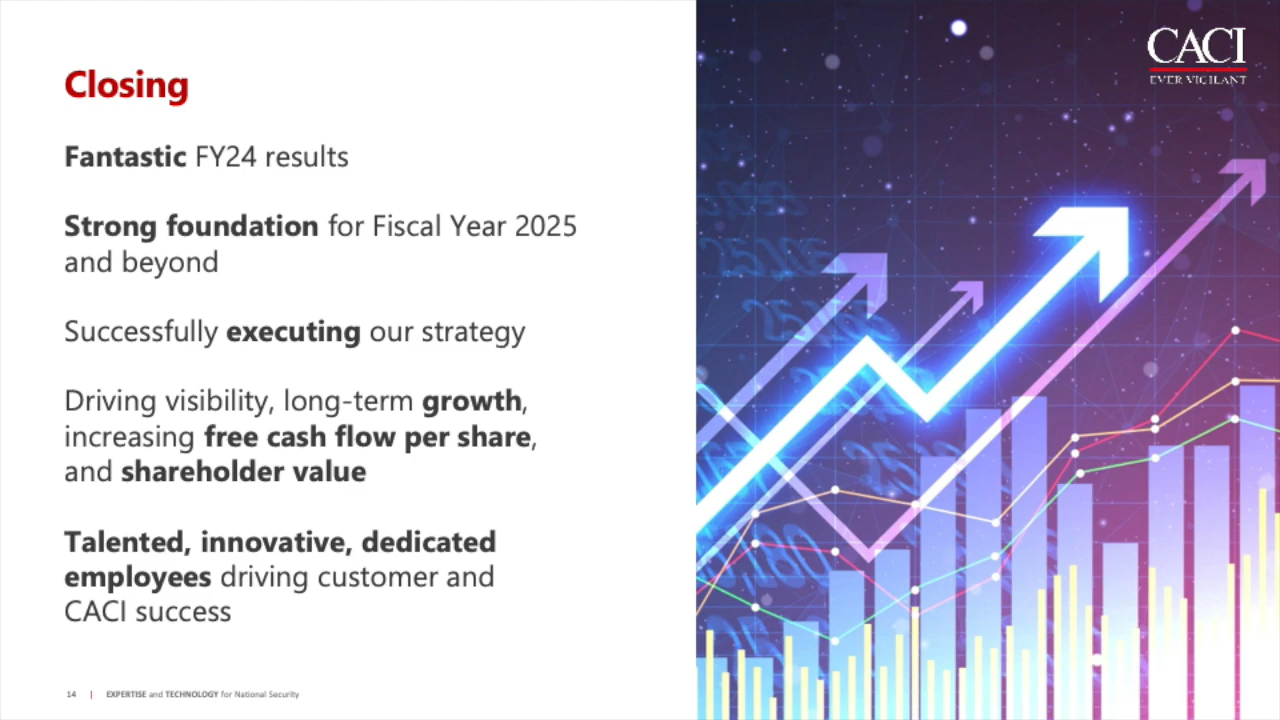 Closing
Fantastic FY24 results
Strong foundation for Fiscal Year 2025
and beyond
Successfully executing our strategy
Driving visibility, long-term growth,
increasing free cash flow per share,
and shareholder value
Talented, innovative, dedicated
employees driving customer and
CACI success
14 | EXPERTISE and TECHNOLOGY for National Security
CACI
EVER VIGILANT